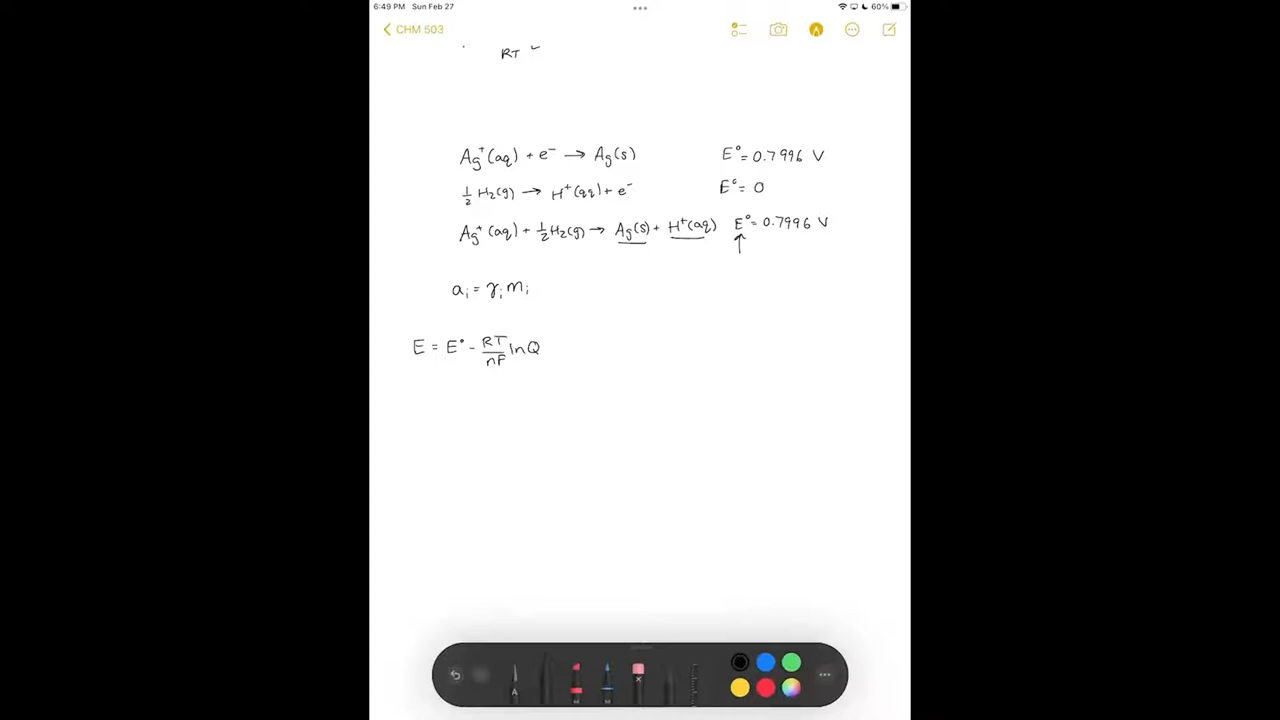 6:49 PM Sun Feb 27
60%
CHM 503
RT
Ag⁺(aq) + e⁻ → Ag(s) E° = 0.7996 V
½ H₂(g) → H⁺(aq) + e⁻ E° = 0
Ag⁺(aq) + ½ H₂(g) → Ag(s) + H⁺(aq) E° = 0.7996 V
aᵢ = γᵢ mᵢ
E = E° - RT/nF ln Q